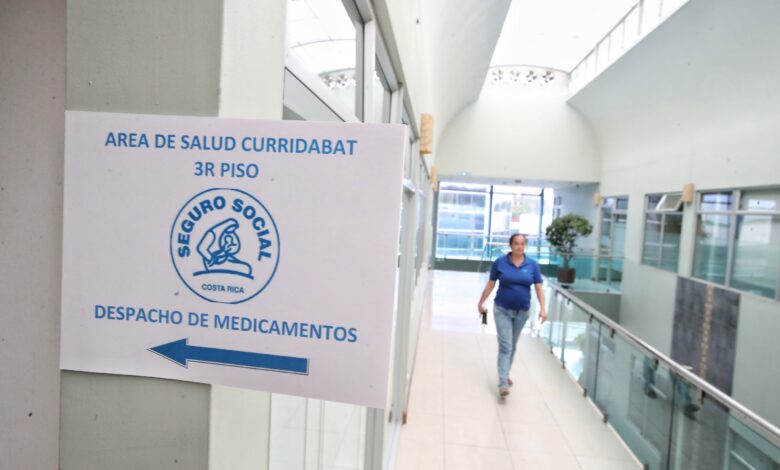 AREA DE SALUD CURRIDABAT
3R PISO
SEGURO SOCIAL
COSTA RICA
DESPACHO DE MEDICAMENTOS